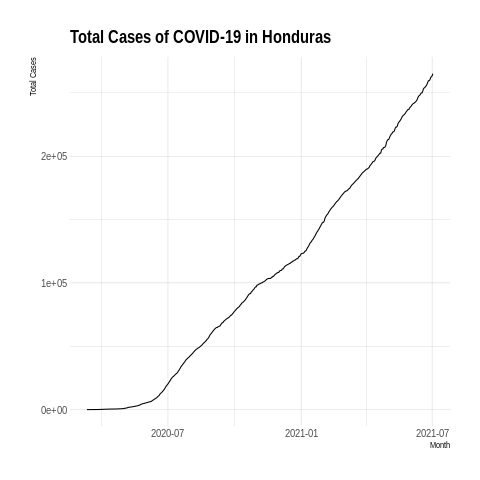 Total Cases of COVID-19 in Honduras
Total Cases
2e+05
1e+05
0e+00
2020-07 2021-01 2021-07
Month